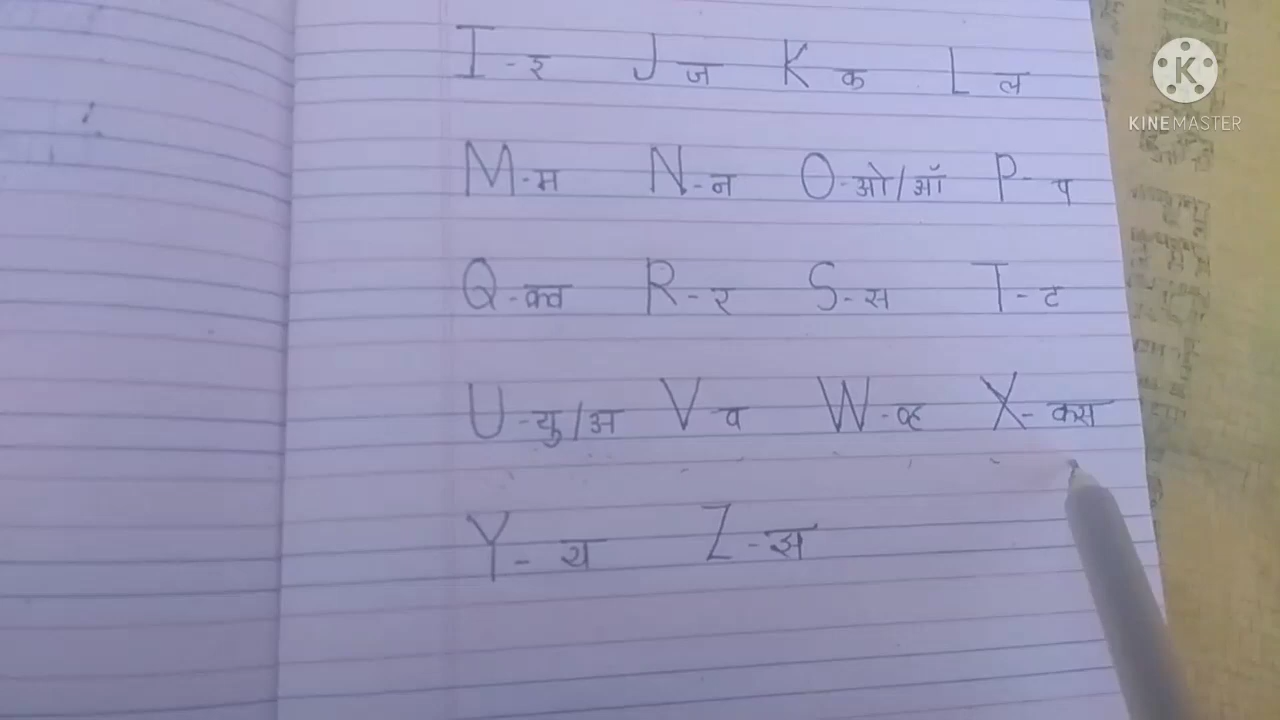 I - इ J ज K क L ल
KINEMASTER
M - म N - न O - ओ/ऑ P - प
Q - क्व R - र S - स T - ट
U - यु/अ V व W - व्ह X - क्स
Y - य Z - झ